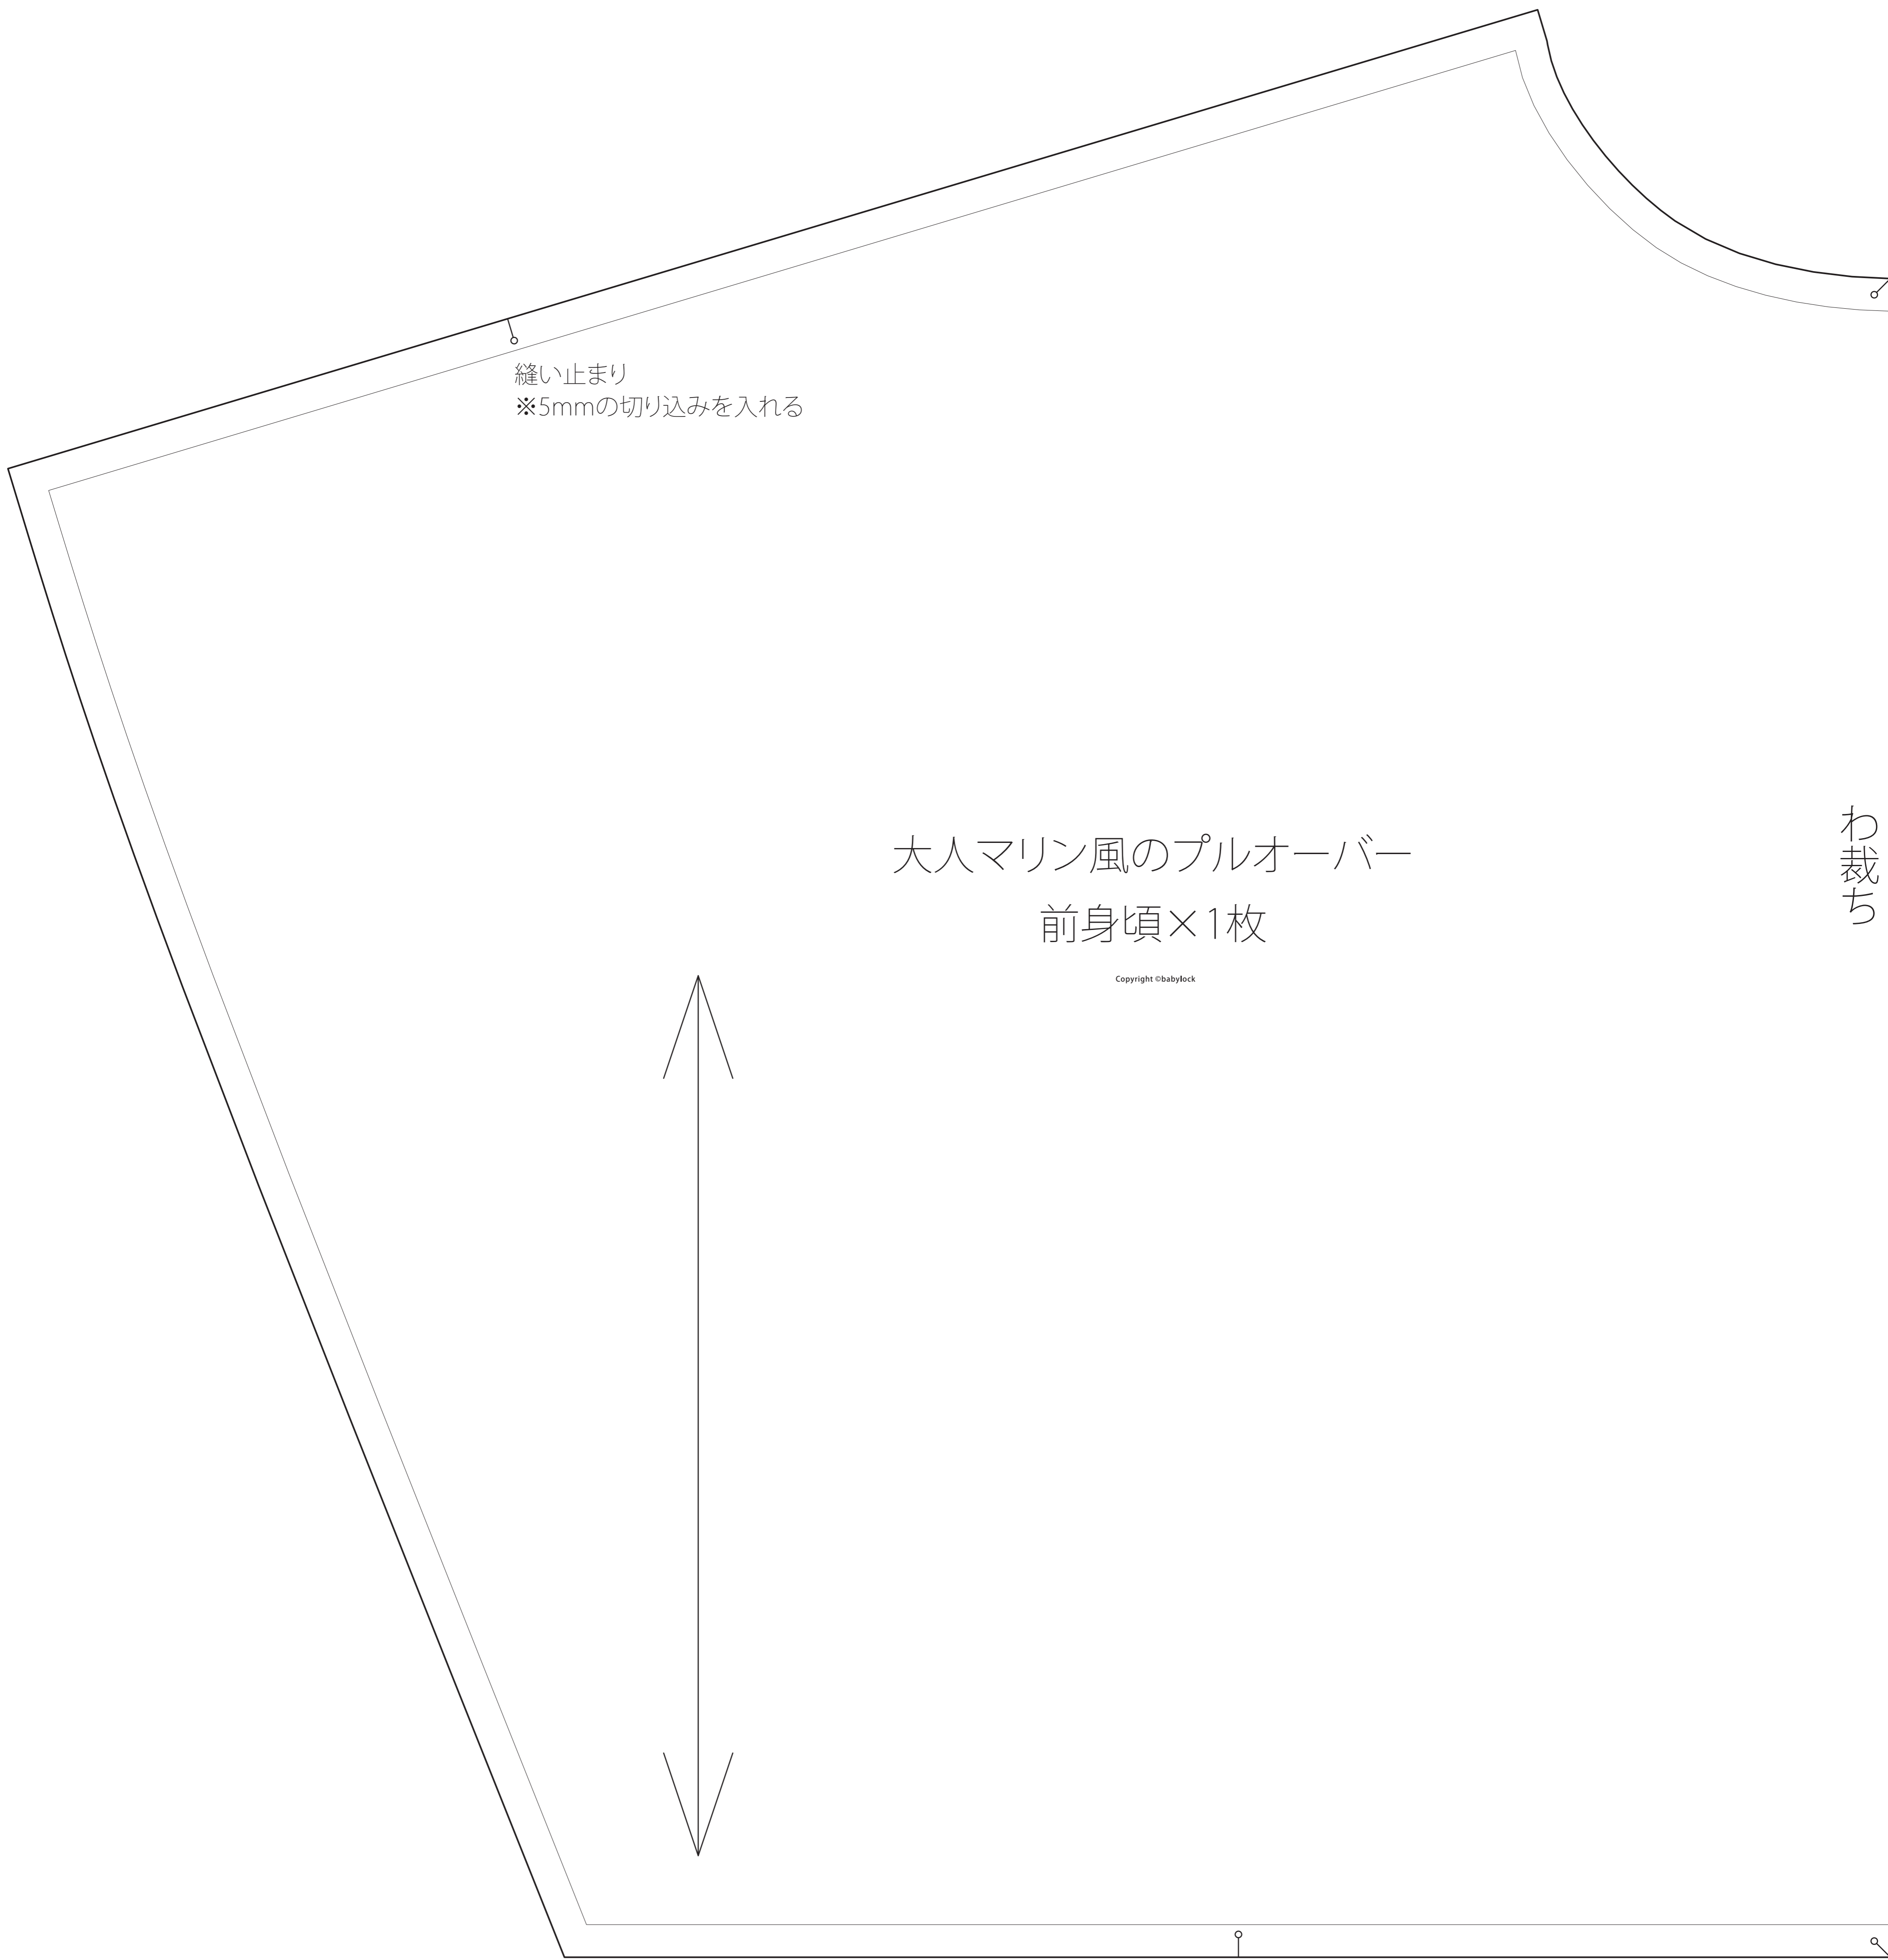 縫い止まり
※5mmの切り込みを入れる
大人マリン風のプルオーバー
前身頃×1枚
Copyright ©babylock
わ裁ち